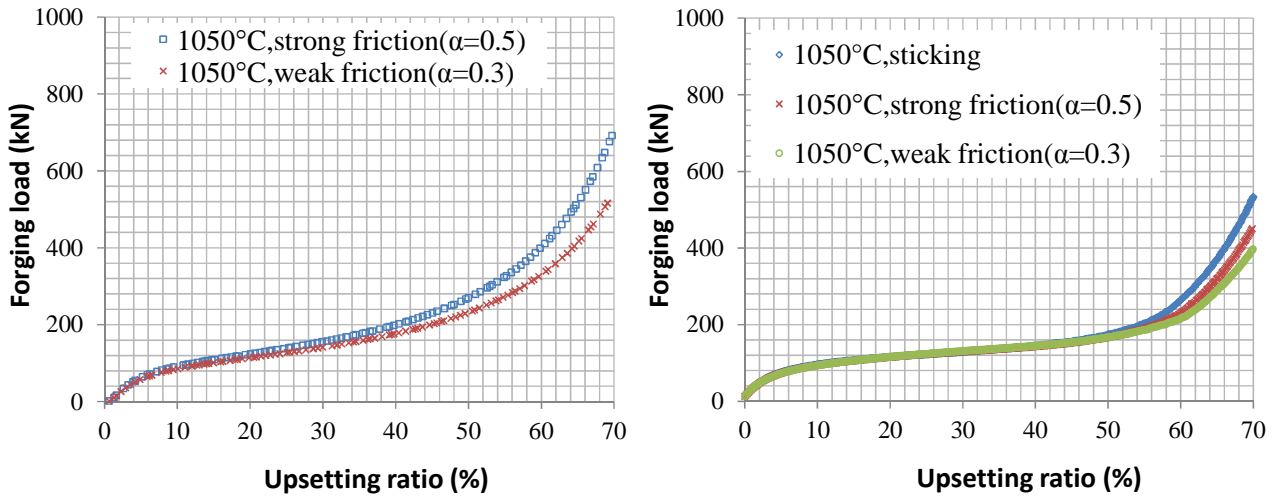 1000
800
600
400
200
0
Forging load (kN)
1050°C,strong friction(α=0.5)
1050°C,weak friction(α=0.3)
0 10 20 30 40 50 60 70
Upsetting ratio (%)
1000
800
600
400
200
0
Forging load (kN)
1050°C,sticking
1050°C,strong friction(α=0.5)
1050°C,weak friction(α=0.3)
0 10 20 30 40 50 60 70
Upsetting ratio (%)